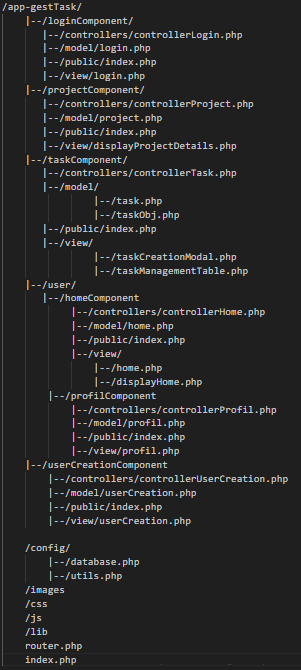 /app-gestTask/
|--/loginComponent/
|--/controllers/controllerLogin.php
|--/model/login.php
|--/public/index.php
|--/view/login.php
|--/projectComponent/
|--/controllers/controllerProject.php
|--/model/project.php
|--/public/index.php
|--/view/displayProjectDetails.php
|--/taskComponent/
|--/controllers/controllerTask.php
|--/model/
|--/task.php
|--/taskObj.php
|--/public/index.php
|--/view/
|--/taskCreationModal.php
|--/taskManagementTable.php
|--/user/
|--/homeComponent
|--/controllers/controllerHome.php
|--/model/home.php
|--/public/index.php
|--/view/
|--/home.php
|--/displayHome.php
|--/profilComponent
|--/controllers/controllerProfil.php
|--/model/profil.php
|--/public/index.php
|--/view/profil.php
|--/userCreationComponent
|--/controllers/controllerUserCreation.php
|--/model/userCreation.php
|--/public/index.php
|--/view/userCreation.php
/config/
|--/database.php
|--/utils.php
/images
/css
/js
/lib
router.php
index.php